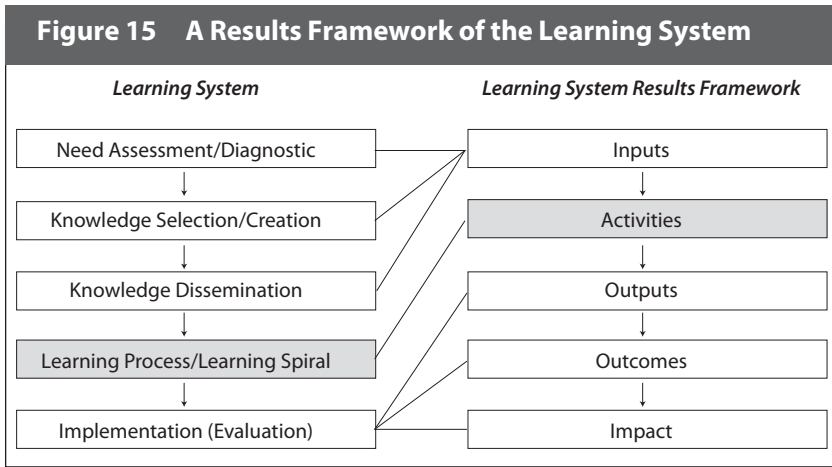 Figure 15 A Results Framework of the Learning System
Learning System
Learning System Results Framework
Need Assessment/Diagnostic
Inputs
Knowledge Selection/Creation
Activities
Knowledge Dissemination
Outputs
Learning Process/Learning Spiral
Outcomes
Implementation (Evaluation)
Impact